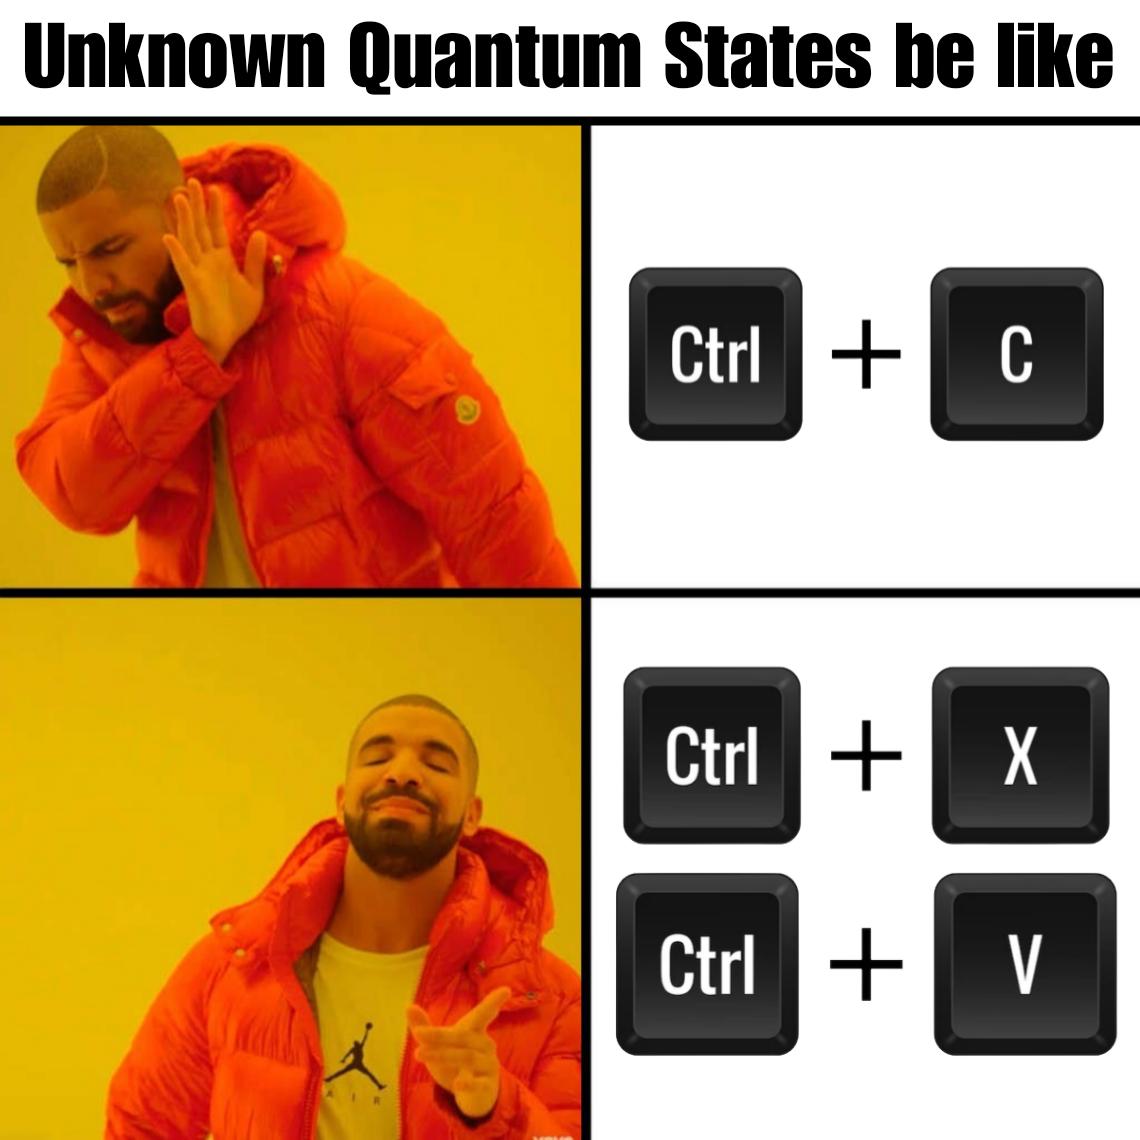 Unknown Quantum States be like
Ctrl + C
Ctrl + X
Ctrl + V
A I R